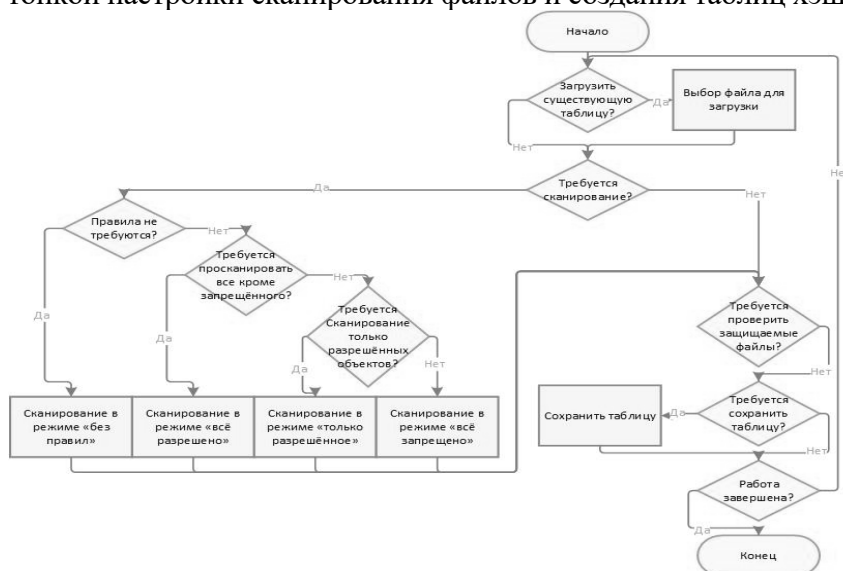 тонкой настройки сканирования файлов и создания таблиц хэш
Начало
Загрузить
существующую
таблицу?
Да
Выбор файла для
загрузки
Нет
Требуется
сканирование?
Да
Нет
Не
Правила не
требуются?
Нет
Да
Требуется
просканировать
все кроме
запрещённого?
Нет
Да
Требуется
Сканирование
только
разрешённых
объектов?
Да
Нет
Требуется
проверить
защищаемые
файлы?
Нет
Сканирование в
режиме «без
правил»
Сканирование в
режиме «всё
разрешено»
Сканирование в
режиме «только
разрешённое»
Сканирование в
режиме «всё
запрещено»
Сохранить таблицу
Да
Требуется
сохранить
таблицу?
Нет
Работа
завершена?
Да
Конец